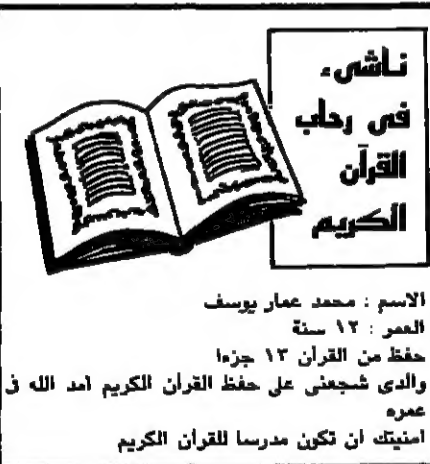 ناشىء
فى رحاب
القرآن
الكريم
الاسم : محمد عمار يوسف
العمر : ١٢ سنة
حفظ من القرآن ١٣ جزءا
والدى شجعنى على حفظ القرآن الكريم أمد الله فى
عمره
امنيتك ان تكون مدرسا للقرآن الكريم